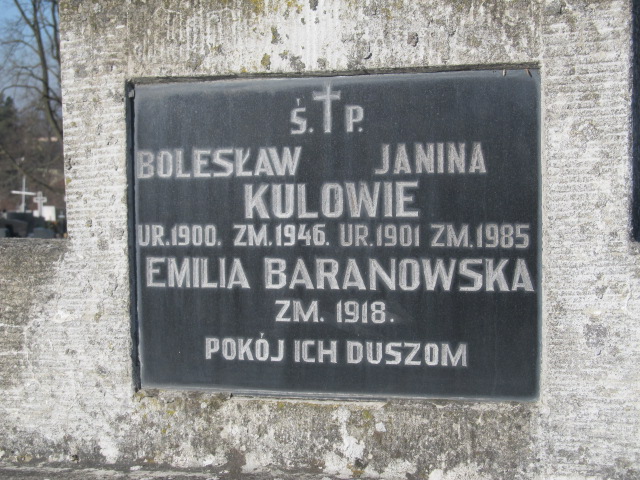 Ś. P.
BOLESŁAW JANINA
KULOWIE
UR.1900. ZM.1946. UR.1901 ZM.1985
EMILIA BARANOWSKA
ZM. 1918.
POKÓJ ICH DUSZOM